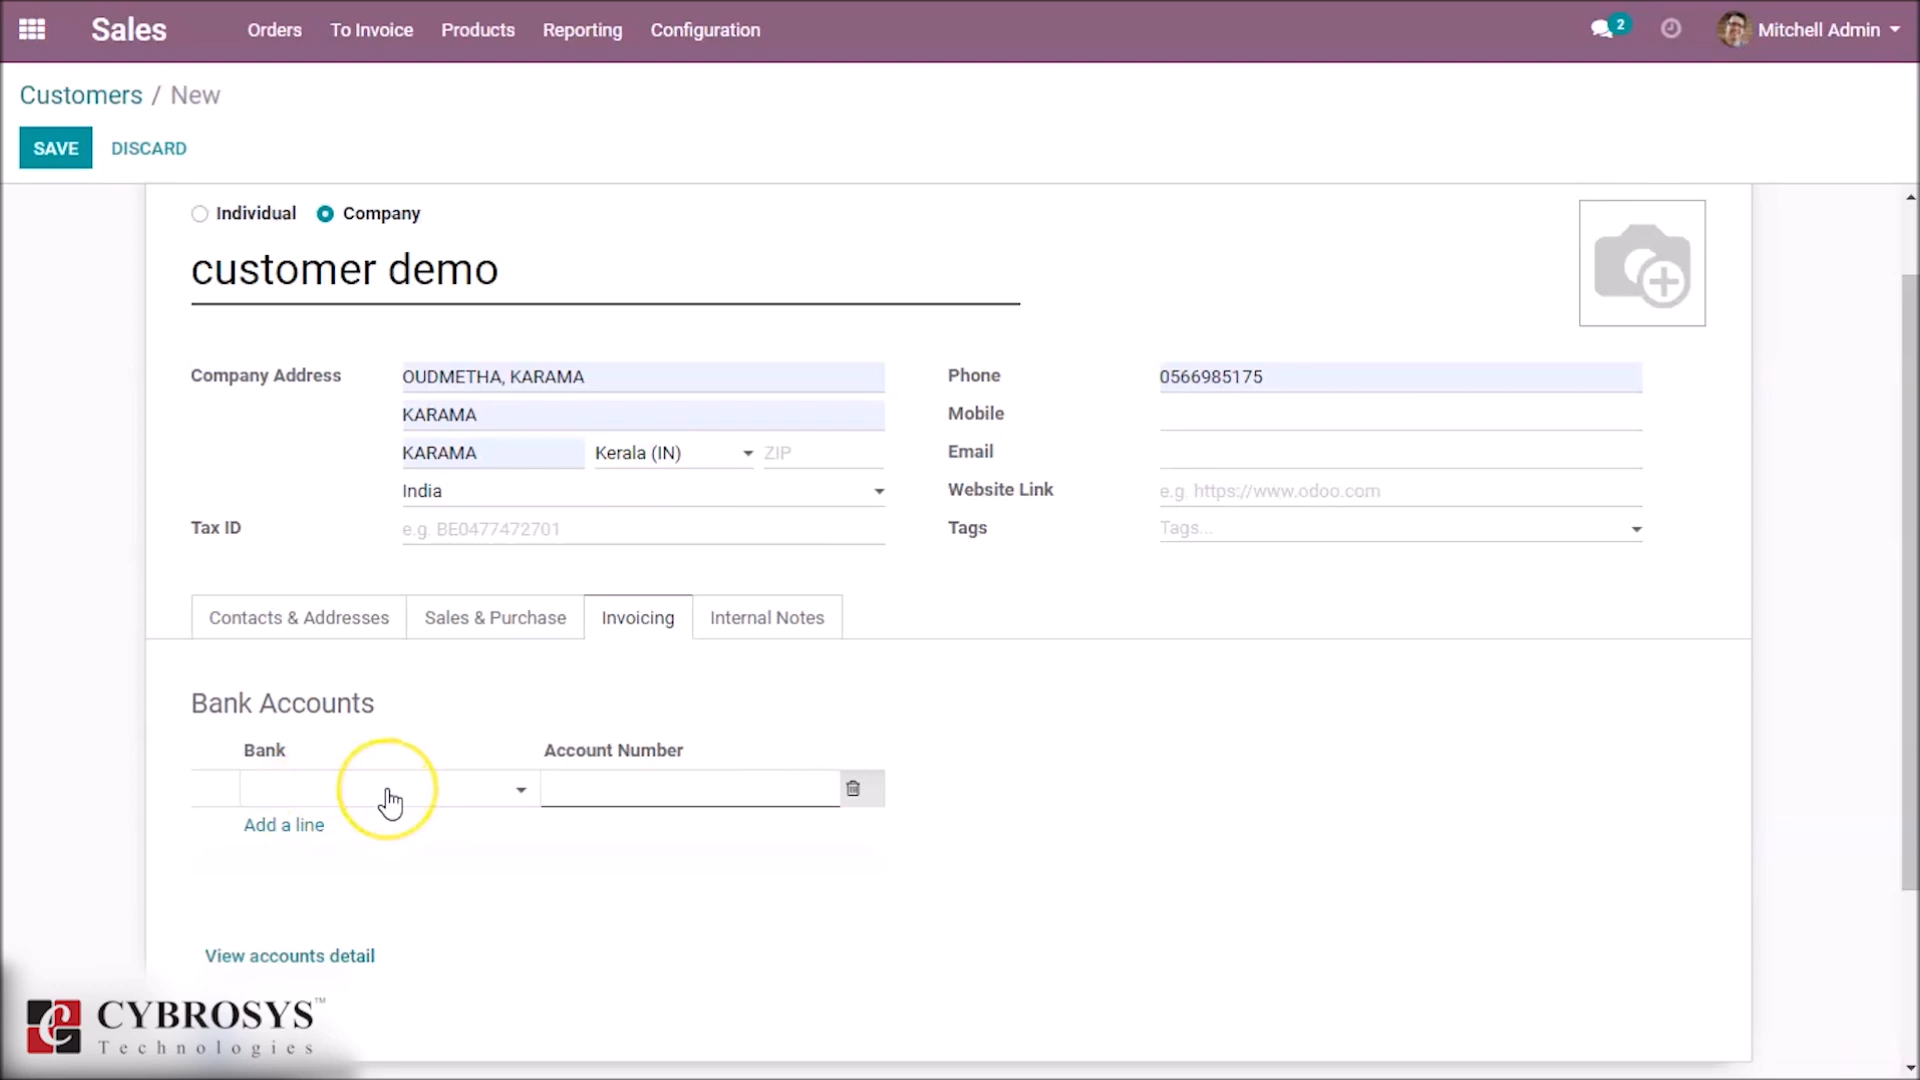 Sales Orders To Invoice Products Reporting Configuration 2 Mitchell Admin
Customers / New
SAVE DISCARD
Individual Company
customer demo
Company Address OUDMETHA, KARAMA Phone 0566985175
KARAMA Mobile
KARAMA Kerala (IN) ZIP Email
India Website Link e.g. https://www.odoo.com
Tax ID e.g. BE0477472701 Tags Tags...
Contacts & Addresses Sales & Purchase Invoicing Internal Notes
Bank Accounts
Bank Account Number
Add a line
View accounts detail
CYBROSYS™
Technologies